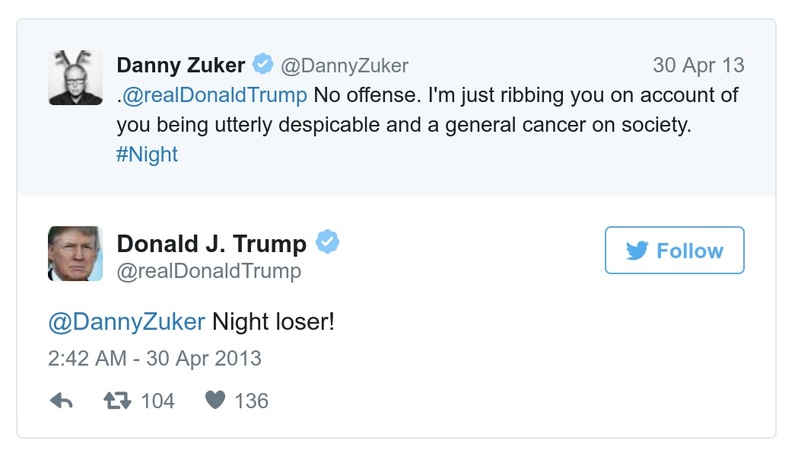 Danny Zuker @DannyZuker 30 Apr 13
.@realDonaldTrump No offense. I'm just ribbing you on account of
you being utterly despicable and a general cancer on society.
#Night
Donald J. Trump
@realDonaldTrump
Follow
@DannyZuker Night loser!
2:42 AM - 30 Apr 2013
104 136